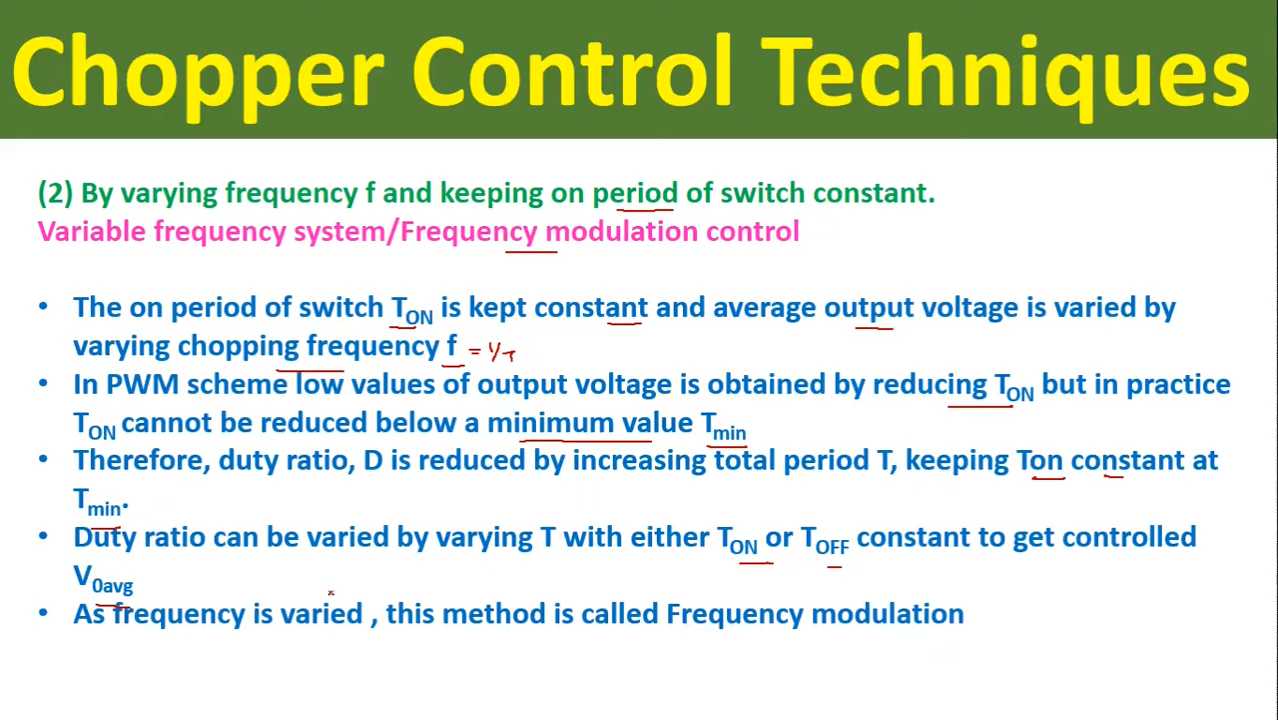 Chopper Control Techniques
(2) By varying frequency f and keeping on period of switch constant.
Variable frequency system/Frequency modulation control
• The on period of switch TON is kept constant and average output voltage is varied by
varying chopping frequency f = 1/T
• In PWM scheme low values of output voltage is obtained by reducing TON but in practice
TON cannot be reduced below a minimum value Tmin
• Therefore, duty ratio, D is reduced by increasing total period T, keeping Ton constant at
Tmin.
• Duty ratio can be varied by varying T with either TON or TOFF constant to get controlled
V0avg
• As frequency is varied , this method is called Frequency modulation